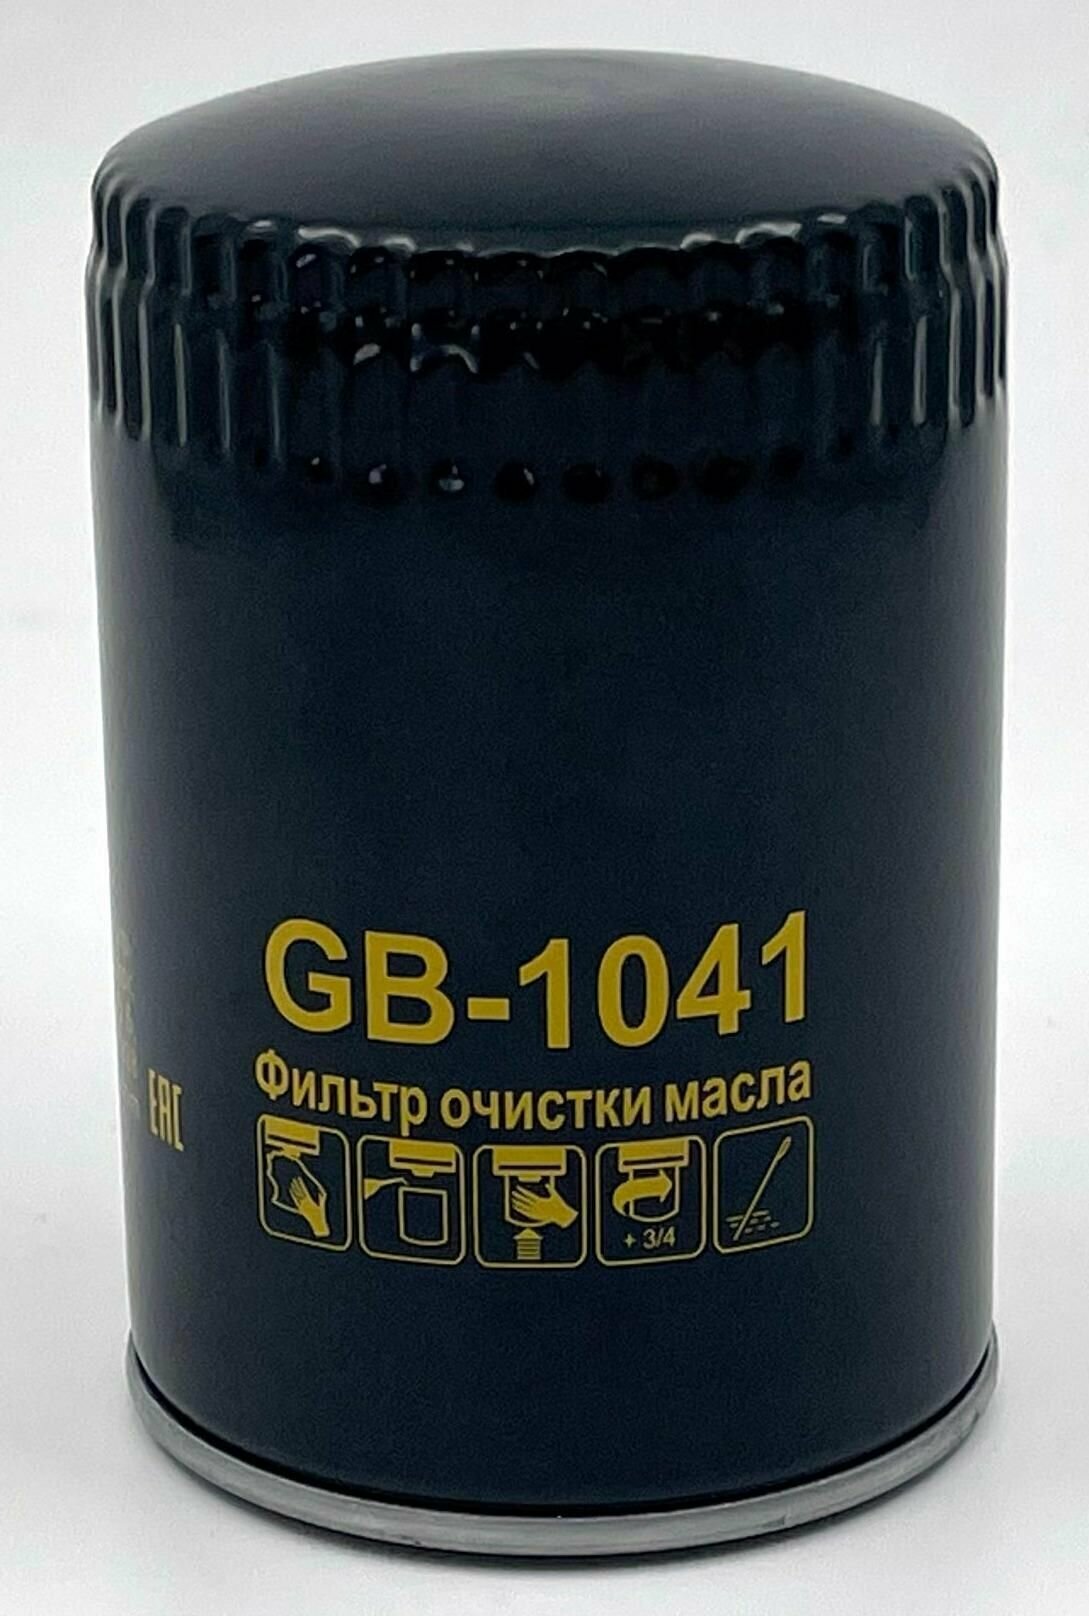 GB-1041
Фильтр очистки масла
EAC
+ 3/4